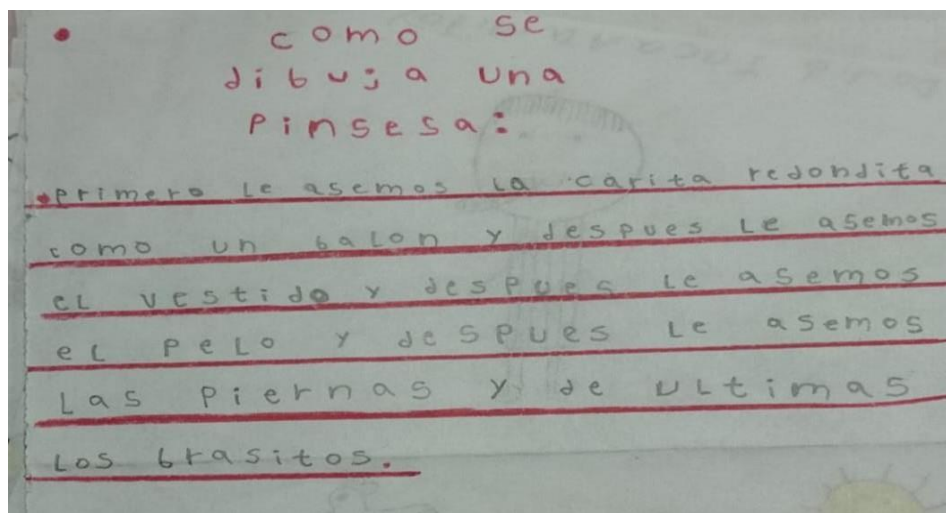 • como se
dibuja una
Pinsesa:
• Primero Le asemos La carita redondita
como un balon y despues Le asemos
eL vestido y despues Le asemos
eL PeLo y despues Le asemos
Las Piernas y de uLtimas
Los brasitos.